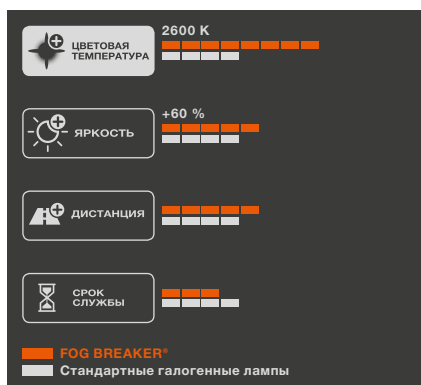 2600 K
ЦВЕТОВАЯ
ТЕМПЕРАТУРА
+60 %
ЯРКОСТЬ
ДИСТАНЦИЯ
СРОК
СЛУЖБЫ
FOG BREAKER®
Стандартные галогенные лампы